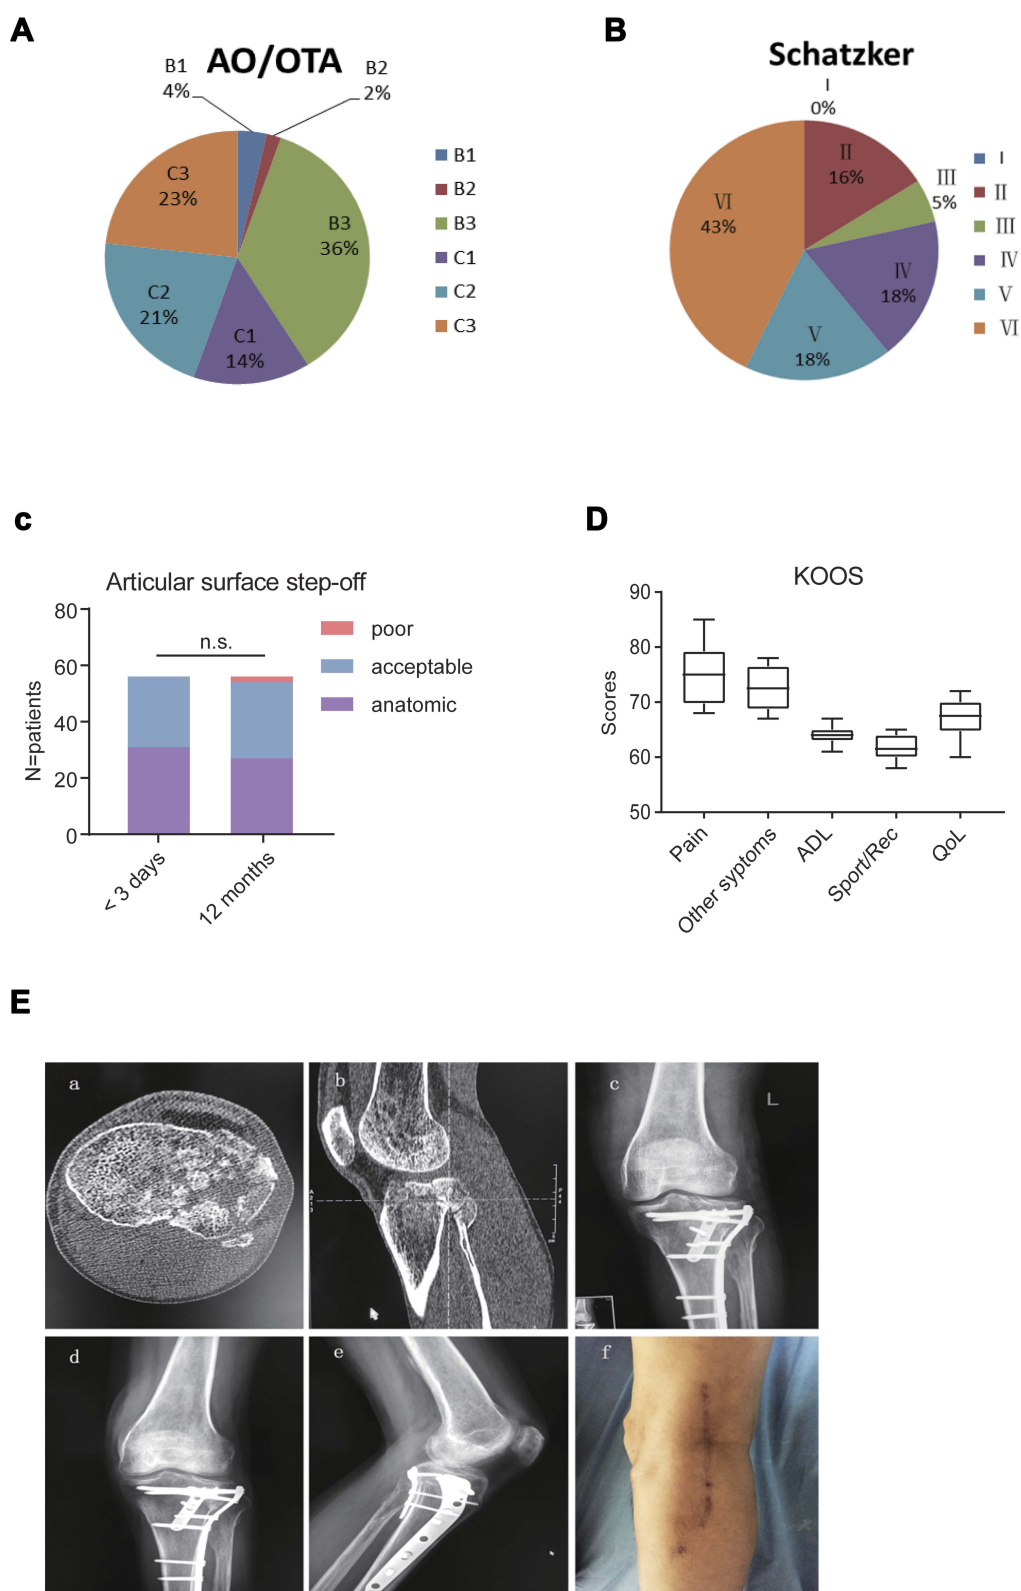 A
AO/OTA
B1
4%
B2
2%
B3
36%
C1
14%
C2
21%
C3
23%
B1
B2
B3
C1
C2
C3
B
Schatzker
I
0%
II
16%
III
5%
IV
18%
V
18%
VI
43%
I
II
III
IV
V
VI
c
Articular surface step-off
N=patients
80
60
40
20
0
n.s.
poor
acceptable
anatomic
< 3 days
12 months
D
KOOS
Scores
90
80
70
60
50
Pain
Other syptoms
ADL
Sport/Rec
QoL
E
a
b
c
L
d
e
f